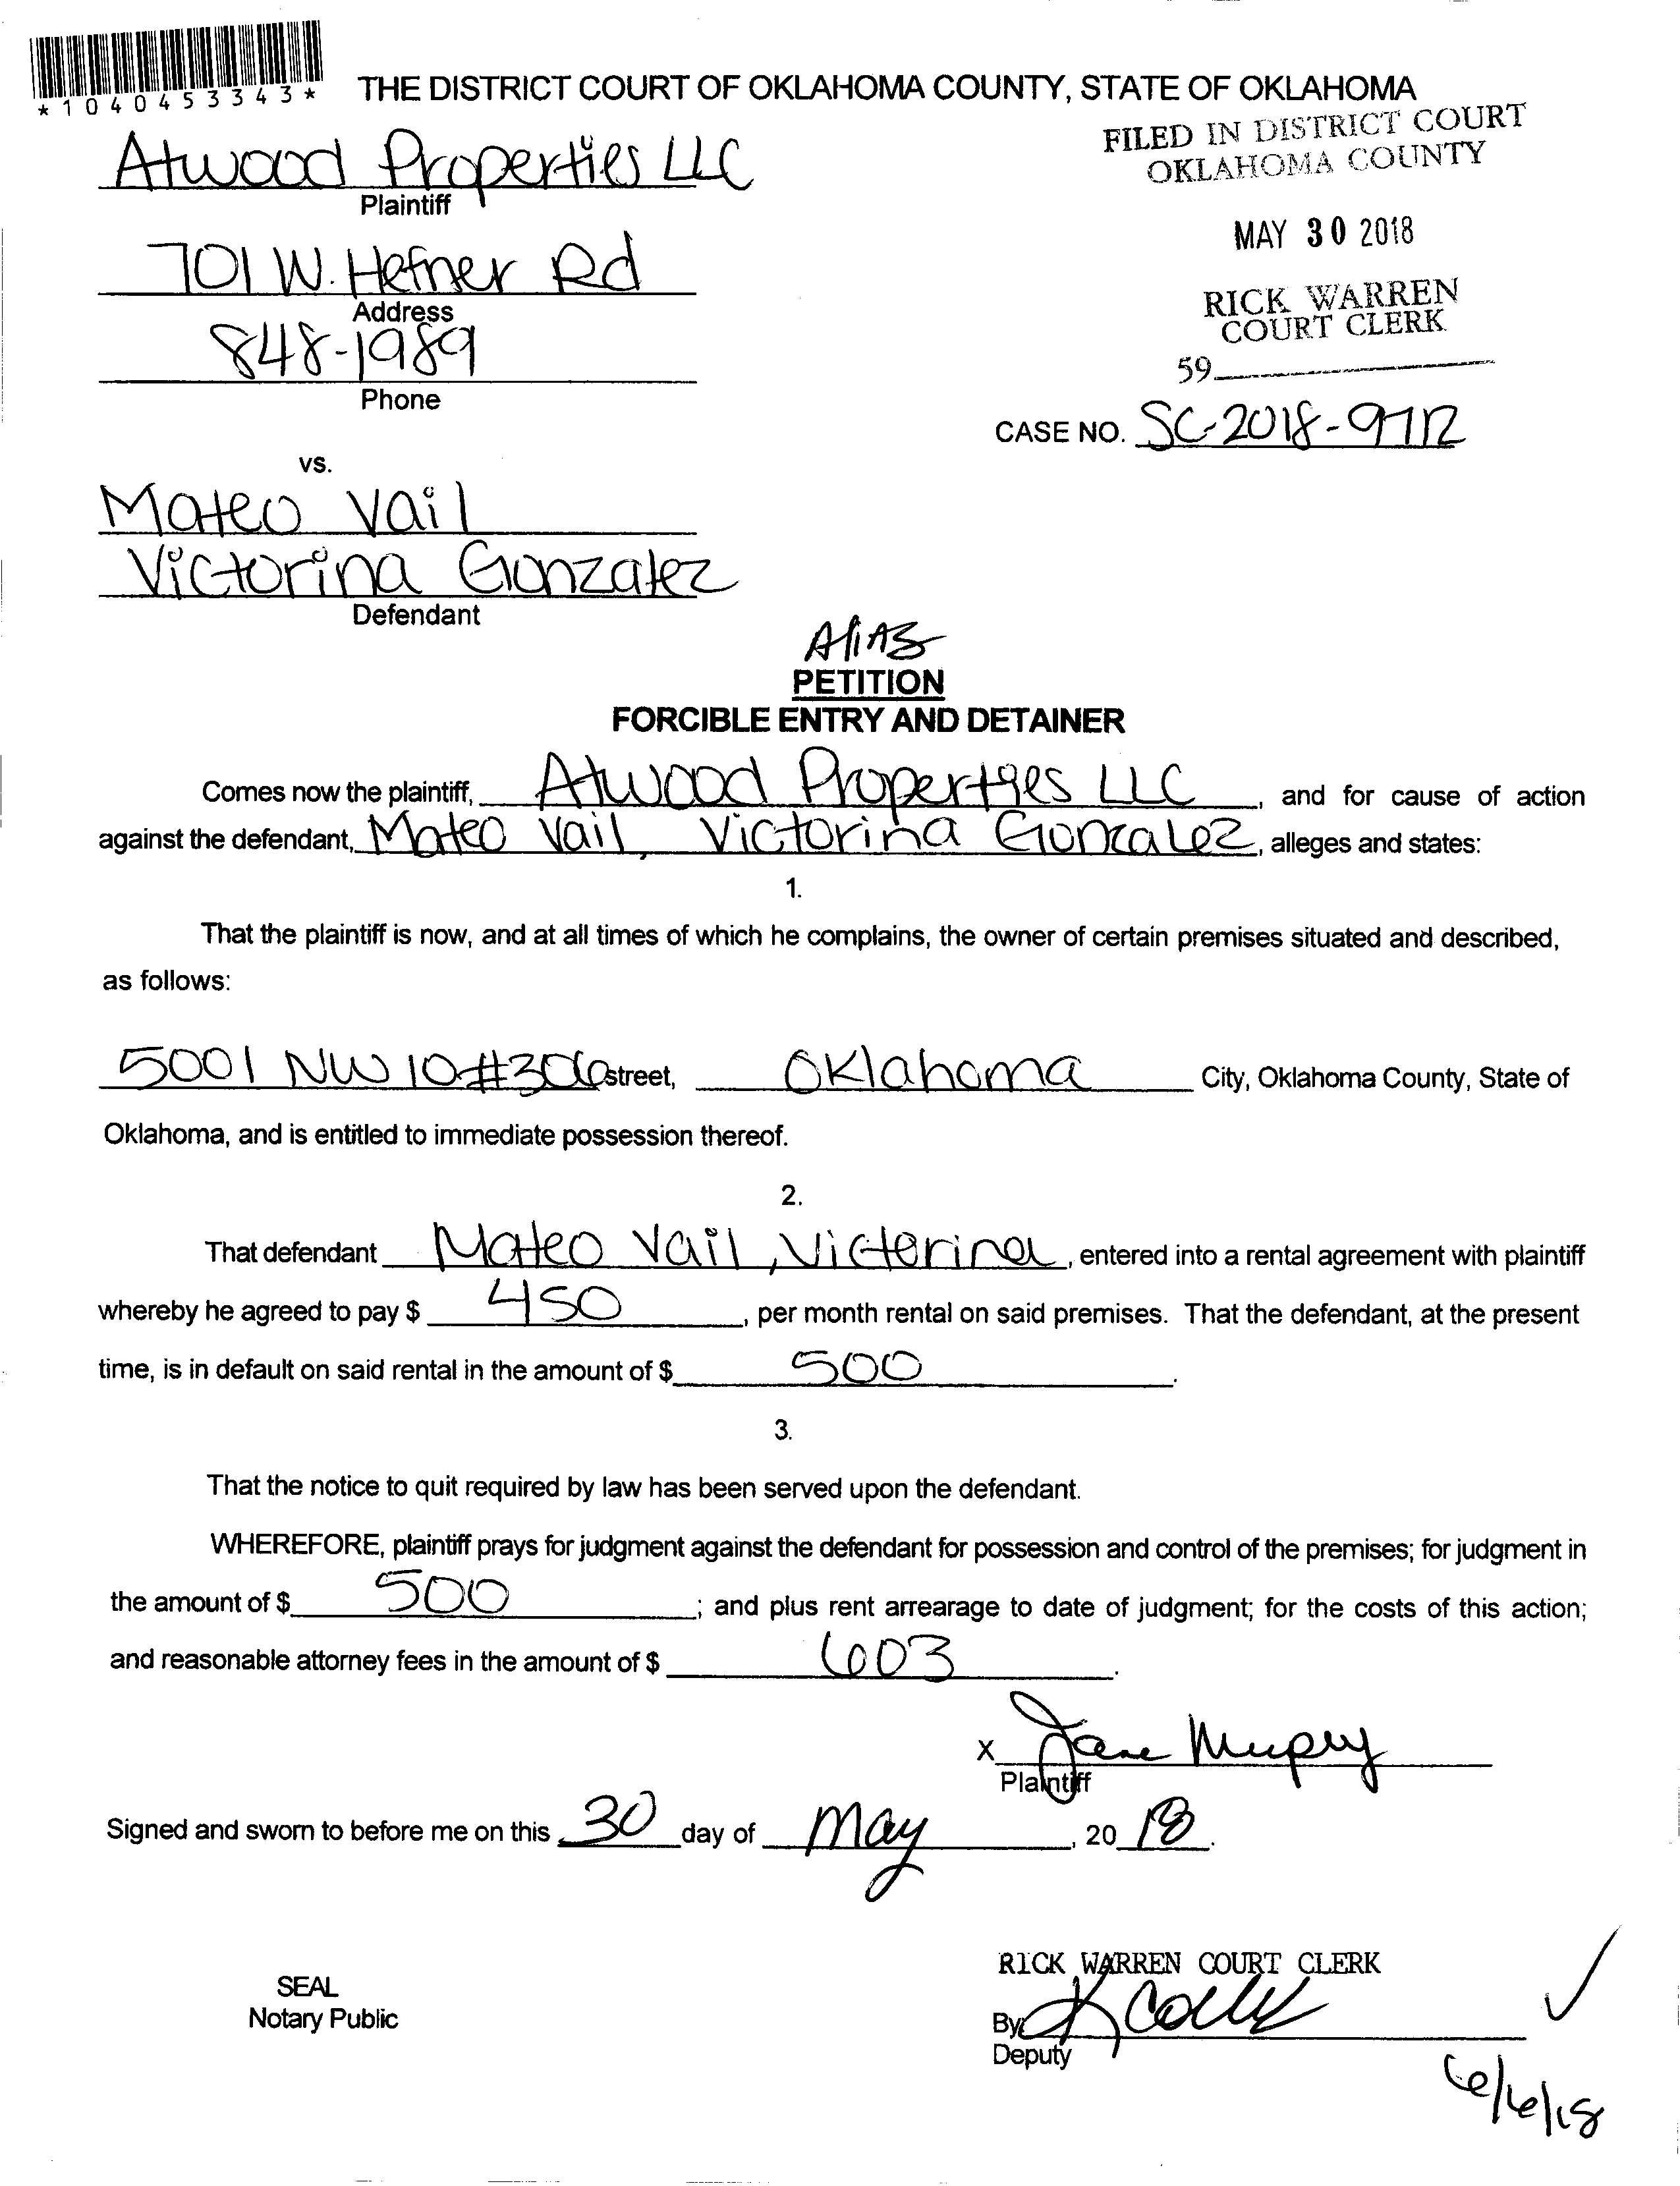 *1040453343*
THE DISTRICT COURT OF OKLAHOMA COUNTY, STATE OF OKLAHOMA
FILED IN DISTRICT COURT
OKLAHOMA COUNTY
Atwood Properties LLC
Plaintiff
MAY 30 2018
701 W. Hefner Rd
Address
RICK WARREN
COURT CLERK
848-1989
59
Phone
CASE NO. SC-2018-9712
vs.
Mateo Vail
Victorina Gonzalez
Defendant
Alias
PETITION
FORCIBLE ENTRY AND DETAINER
Comes now the plaintiff, Atwood Properties LLC, and for cause of action
against the defendant, Mateo Vail, Victorina Gonzalez, alleges and states:
1.
That the plaintiff is now, and at all times of which he complains, the owner of certain premises situated and described,
as follows:
5001 NW 10 #306 street, Oklahoma City, Oklahoma County, State of
Oklahoma, and is entitled to immediate possession thereof.
2.
That defendant Mateo Vail, Victorina, entered into a rental agreement with plaintiff
whereby he agreed to pay $ 450, per month rental on said premises. That the defendant, at the present
time, is in default on said rental in the amount of $ 500.
3.
That the notice to quit required by law has been served upon the defendant.
WHEREFORE, plaintiff prays for judgment against the defendant for possession and control of the premises; for judgment in
the amount of $ 500; and plus rent arrearage to date of judgment; for the costs of this action;
and reasonable attorney fees in the amount of $ 603.
X Jane Murphy
Plaintiff
Signed and sworn to before me on this 30 day of May, 20 18.
RICK WARREN COURT CLERK
SEAL
Notary Public
By:
Deputy
6/6/18